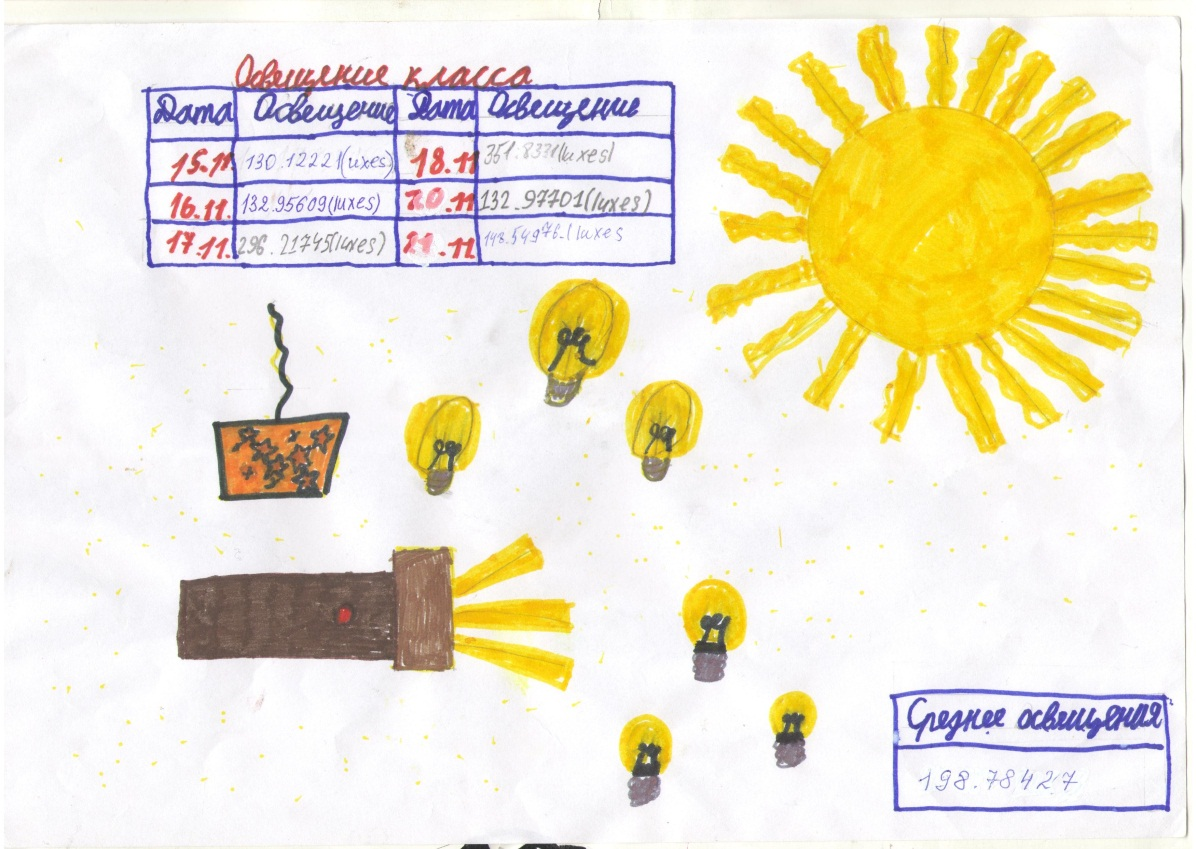 Освещение класса
Дата Освещение Дата Освещение
15.11. 130.12221(luxes) 18.11 351.8331(luxes)
16.11. 132.95609(luxes) 20.11 132.97701(luxes)
17.11. 296.21745(luxes) 21.11. 148.54976.(luxes
Среднее освещения
198.78427